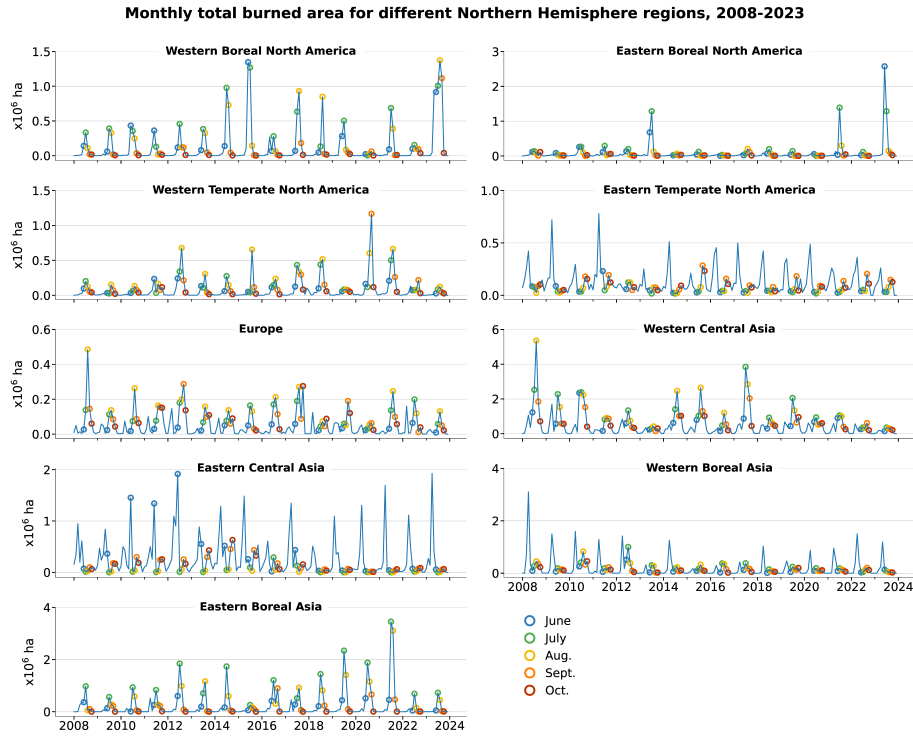 Monthly total burned area for different Northern Hemisphere regions, 2008-2023
Western Boreal North America
x10⁶ ha
1.5
1.0
0.5
0.0
Eastern Boreal North America
3
2
1
0
Western Temperate North America
x10⁶ ha
1.5
1.0
0.5
0.0
Eastern Temperate North America
1.0
0.5
0.0
Europe
x10⁶ ha
0.6
0.4
0.2
0.0
Western Central Asia
6
4
2
0
Eastern Central Asia
x10⁶ ha
2
1
0
Western Boreal Asia
4
2
0
2008 2010 2012 2014 2016 2018 2020 2022 2024
Eastern Boreal Asia
x10⁶ ha
4
2
0
2008 2010 2012 2014 2016 2018 2020 2022 2024
June
July
Aug.
Sept.
Oct.